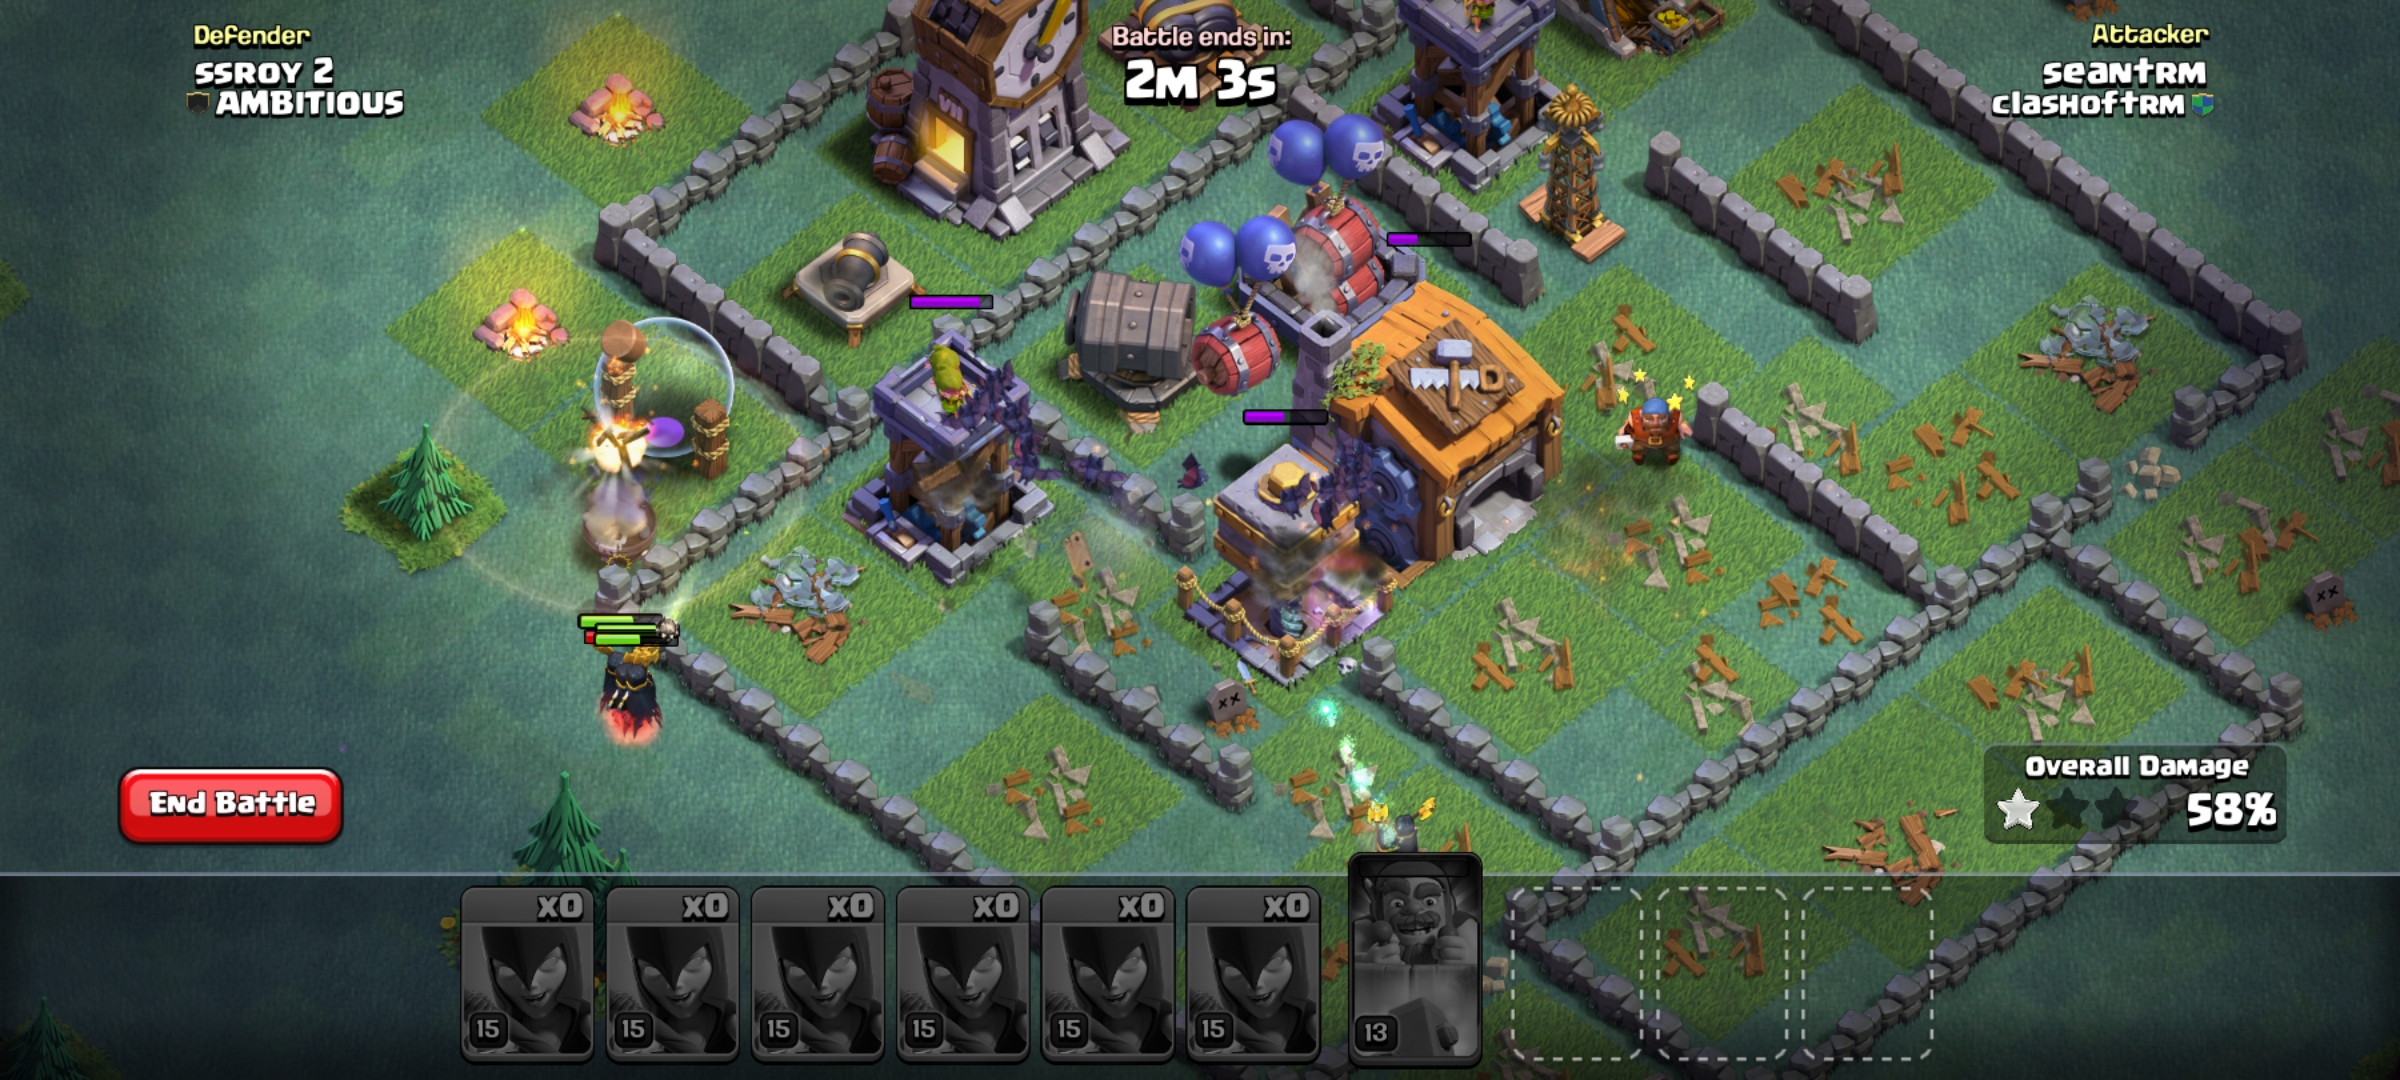 Defender
SSROY 2
AMBITIOUS
Battle ends in:
2M 3S
Attacker
seantRM
clashoftRM
VII
End Battle
Overall Damage
58%
x0
x0
x0
x0
x0
x0
15
15
15
15
15
15
13